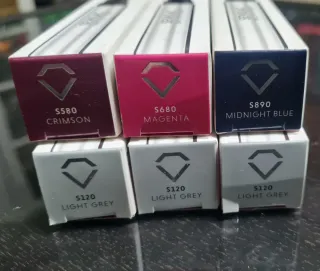 S580
CRIMSON
S680
MAGENTA
S890
MIDNIGHT BLUE
S120
LIGHT GREY
S120
LIGHT GREY
S120
LIGHT GREY